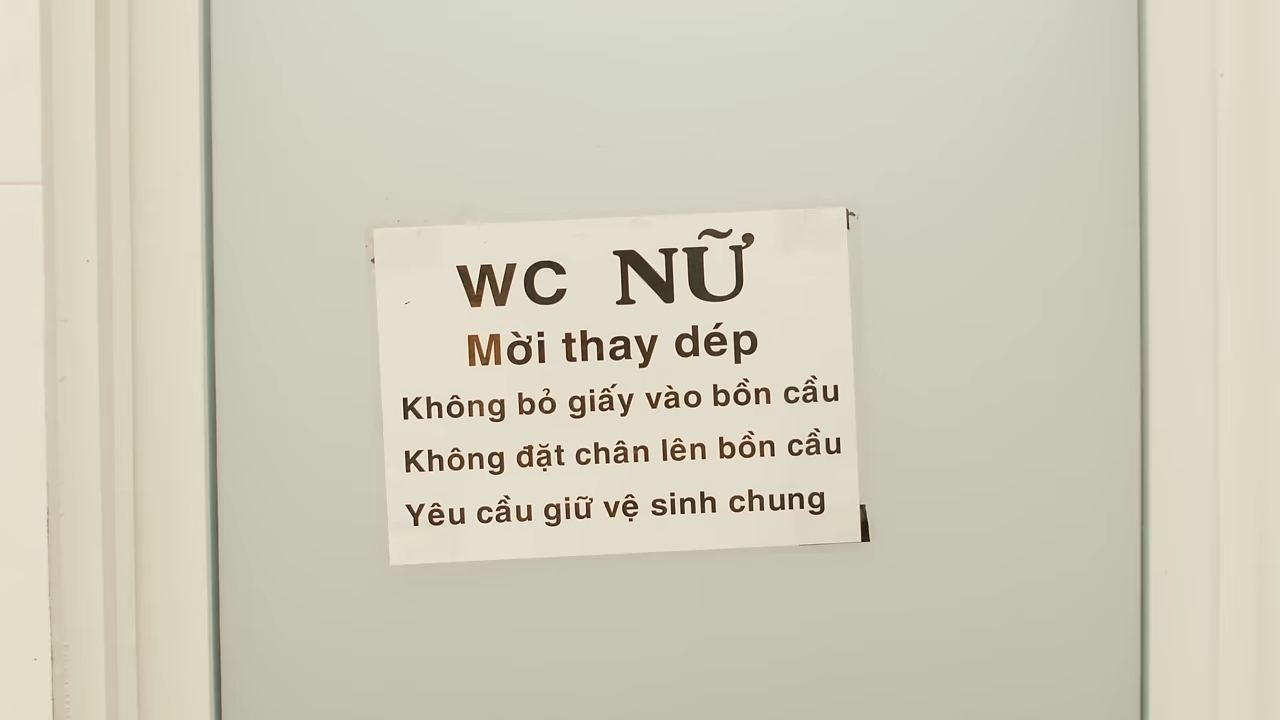 WC NỮ
Mời thay dép
Không bỏ giấy vào bồn cầu
Không đặt chân lên bồn cầu
Yêu cầu giữ vệ sinh chung